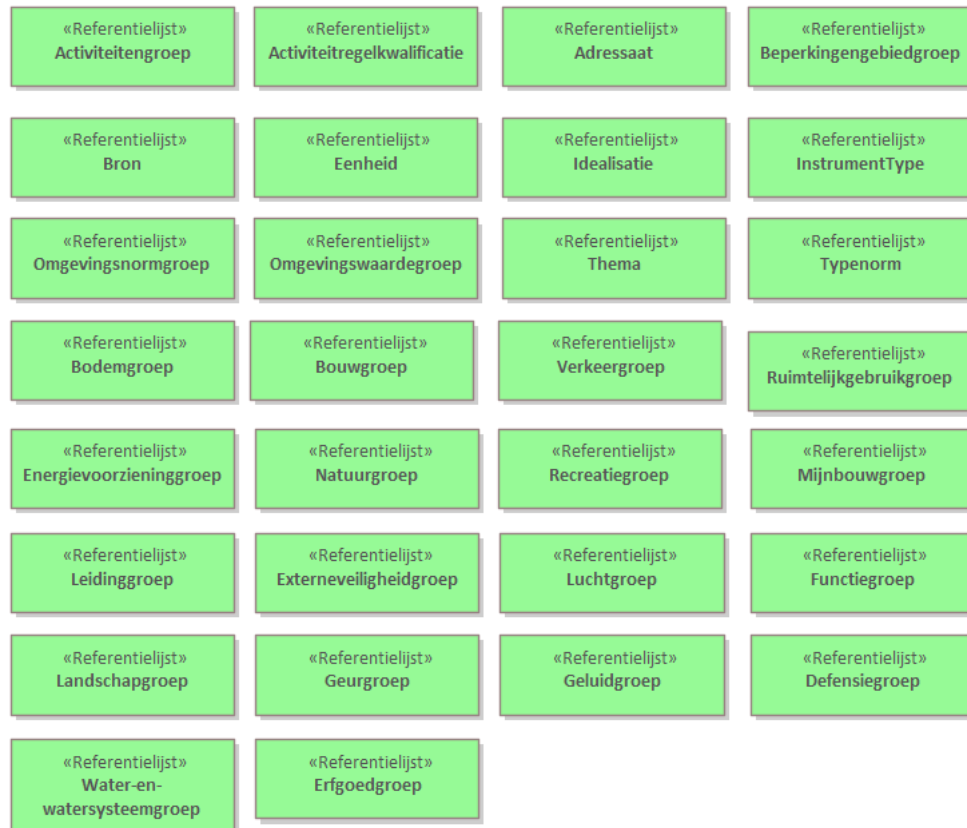 «Referentielijst»
Activiteitengroep
«Referentielijst»
Activiteitregelkwalificatie
«Referentielijst»
Adressaat
«Referentielijst»
Beperkingengebiedgroep
«Referentielijst»
Bron
«Referentielijst»
Eenheid
«Referentielijst»
Idealisatie
«Referentielijst»
InstrumentType
«Referentielijst»
Omgevingsnormgroep
«Referentielijst»
Omgevingswaardegroep
«Referentielijst»
Thema
«Referentielijst»
Typenorm
«Referentielijst»
Bodemgroep
«Referentielijst»
Bouwgroep
«Referentielijst»
Verkeergroep
«Referentielijst»
Ruimtelijkgebruikgroep
«Referentielijst»
Energievoorzieninggroep
«Referentielijst»
Natuurgroep
«Referentielijst»
Recreatiegroep
«Referentielijst»
Mijnbouwgroep
«Referentielijst»
Leidinggroep
«Referentielijst»
Externeveiligheidgroep
«Referentielijst»
Luchtgroep
«Referentielijst»
Functiegroep
«Referentielijst»
Landschapgroep
«Referentielijst»
Geurgroep
«Referentielijst»
Geluidgroep
«Referentielijst»
Defensiegroep
«Referentielijst»
Water-en-
watersysteemgroep
«Referentielijst»
Erfgoedgroep